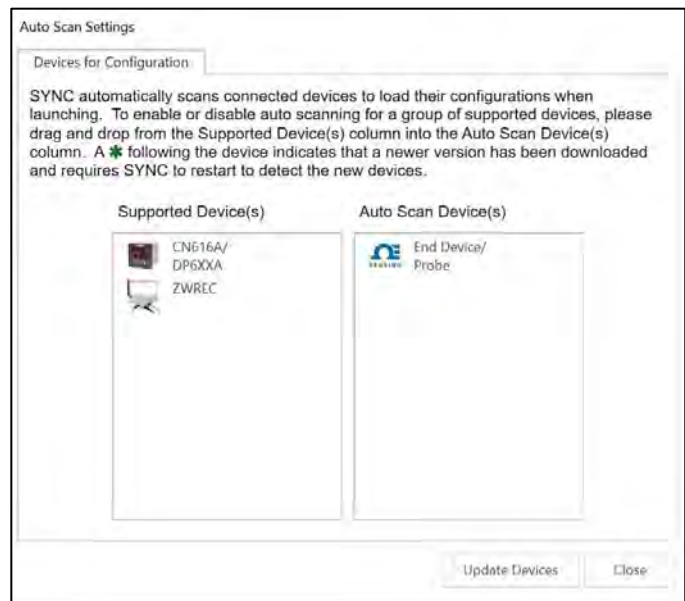 Auto Scan Settings
Devices for Configuration
SYNC automatically scans connected devices to load their configurations when
launching. To enable or disable auto scanning for a group of supported devices, please
drag and drop from the Supported Device(s) column into the Auto Scan Device(s)
column. A ✱ following the device indicates that a newer version has been downloaded
and requires SYNC to restart to detect the new devices.
Supported Device(s)
CN616A/
DP6XXA
ZWREC
Auto Scan Device(s)
End Device/
Probe
Update Devices
Close